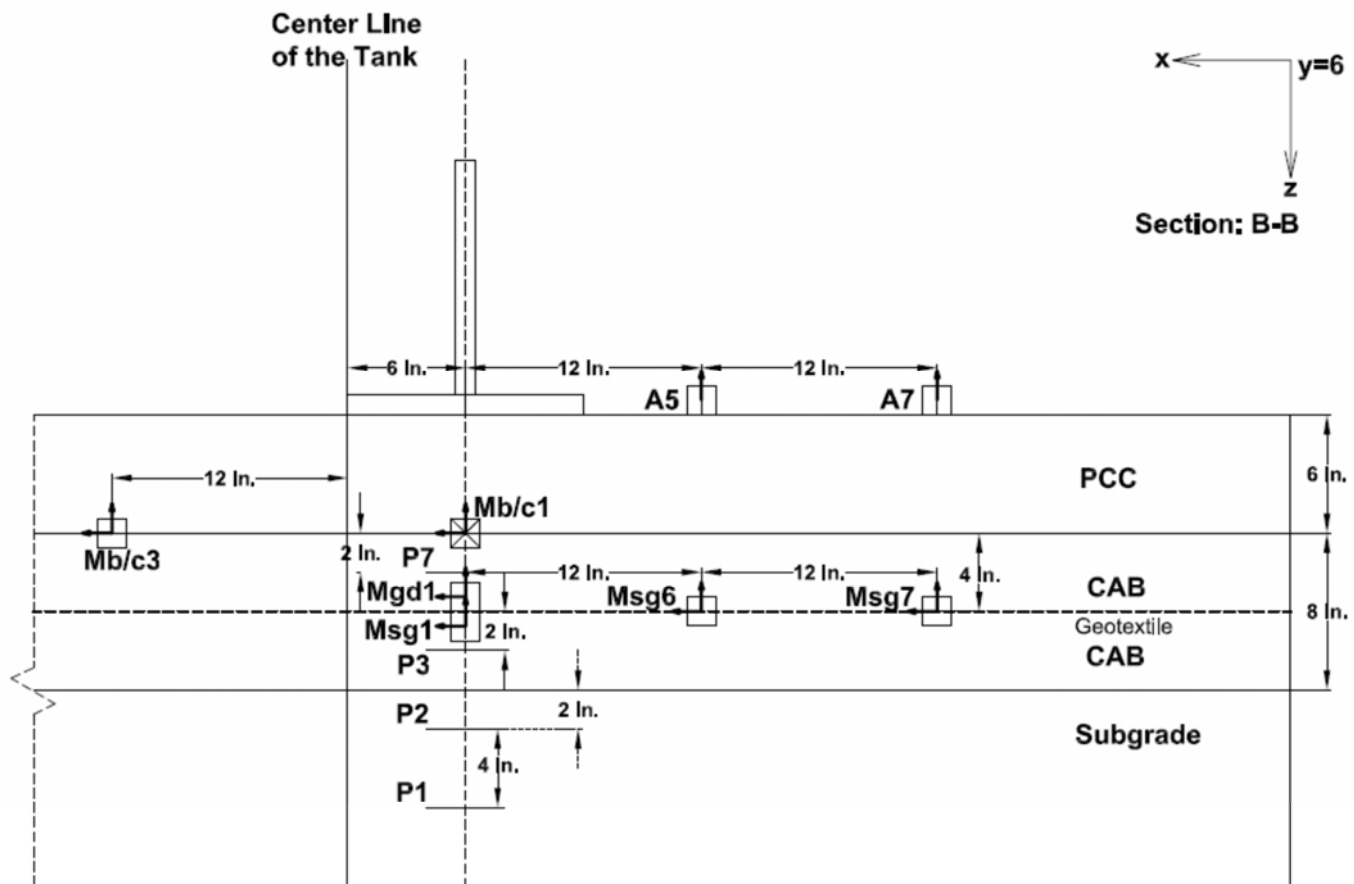 Center LIne
of the Tank
x
y=6
z
Section: B-B
6 In.
12 In.
12 In.
A5
A7
12 In.
PCC
6 In.
Mb/c1
Mb/c3
2 In.
P7
12 In.
12 In.
4 In.
Mgd1
Msg6
Msg7
CAB
8 In.
Msg1
2 In.
Geotextile
P3
CAB
P2
2 In.
Subgrade
4 In.
P1